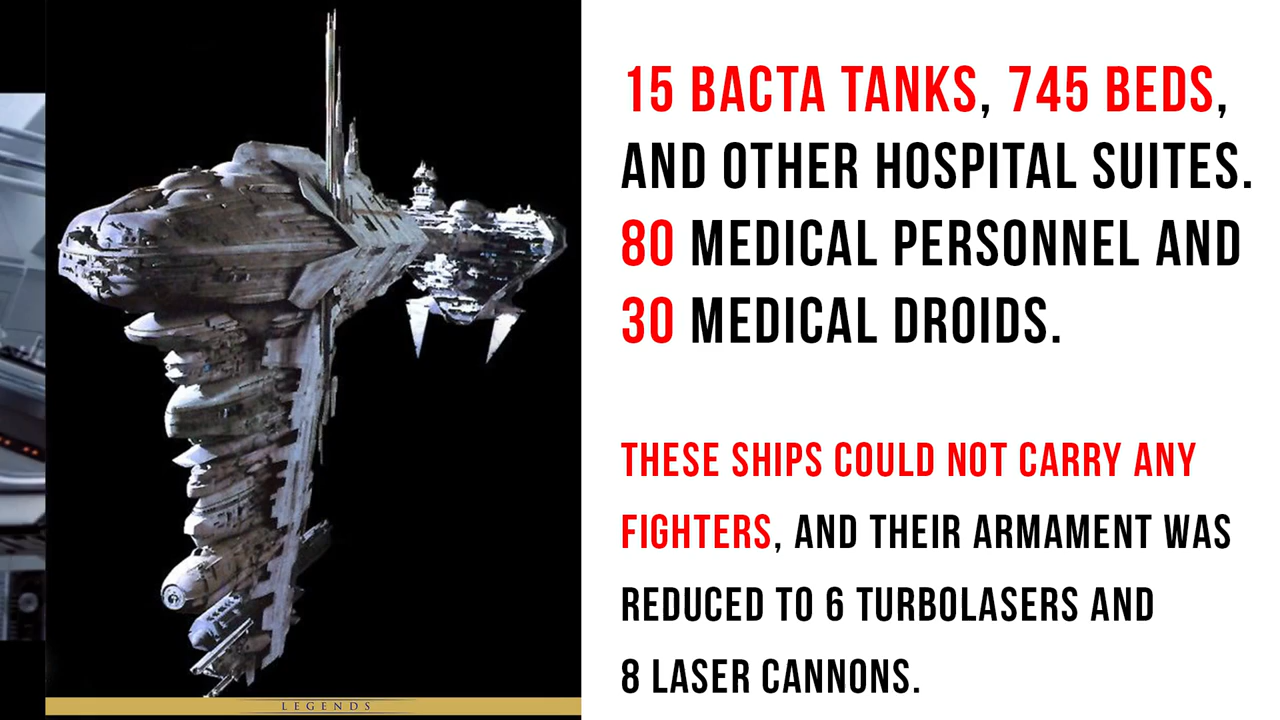 15 BACTA TANKS, 745 BEDS,
AND OTHER HOSPITAL SUITES.
80 MEDICAL PERSONNEL AND
30 MEDICAL DROIDS.
THESE SHIPS COULD NOT CARRY ANY
FIGHTERS, AND THEIR ARMAMENT WAS
REDUCED TO 6 TURBOLASERS AND
8 LASER CANNONS.
LEGENDS